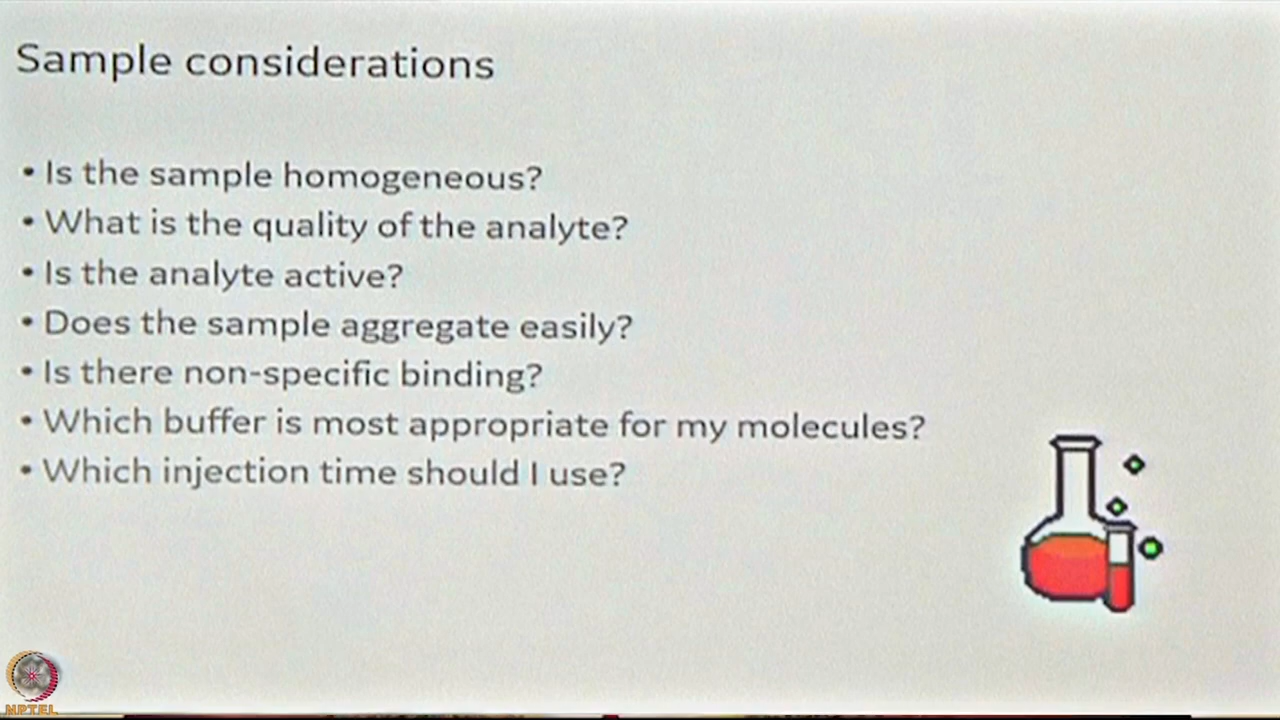 Sample considerations
• Is the sample homogeneous?
• What is the quality of the analyte?
• Is the analyte active?
• Does the sample aggregate easily?
• Is there non-specific binding?
• Which buffer is most appropriate for my molecules?
• Which injection time should I use?
NPTEL